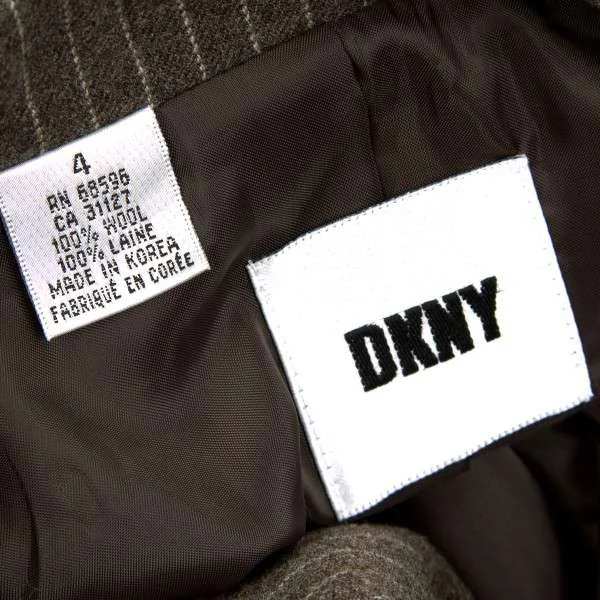 4
RN 68596
CA 31127
100% WOOL
100% LAINE
MADE IN KOREA
FABRIQUÉ EN CORÉE
DKNY